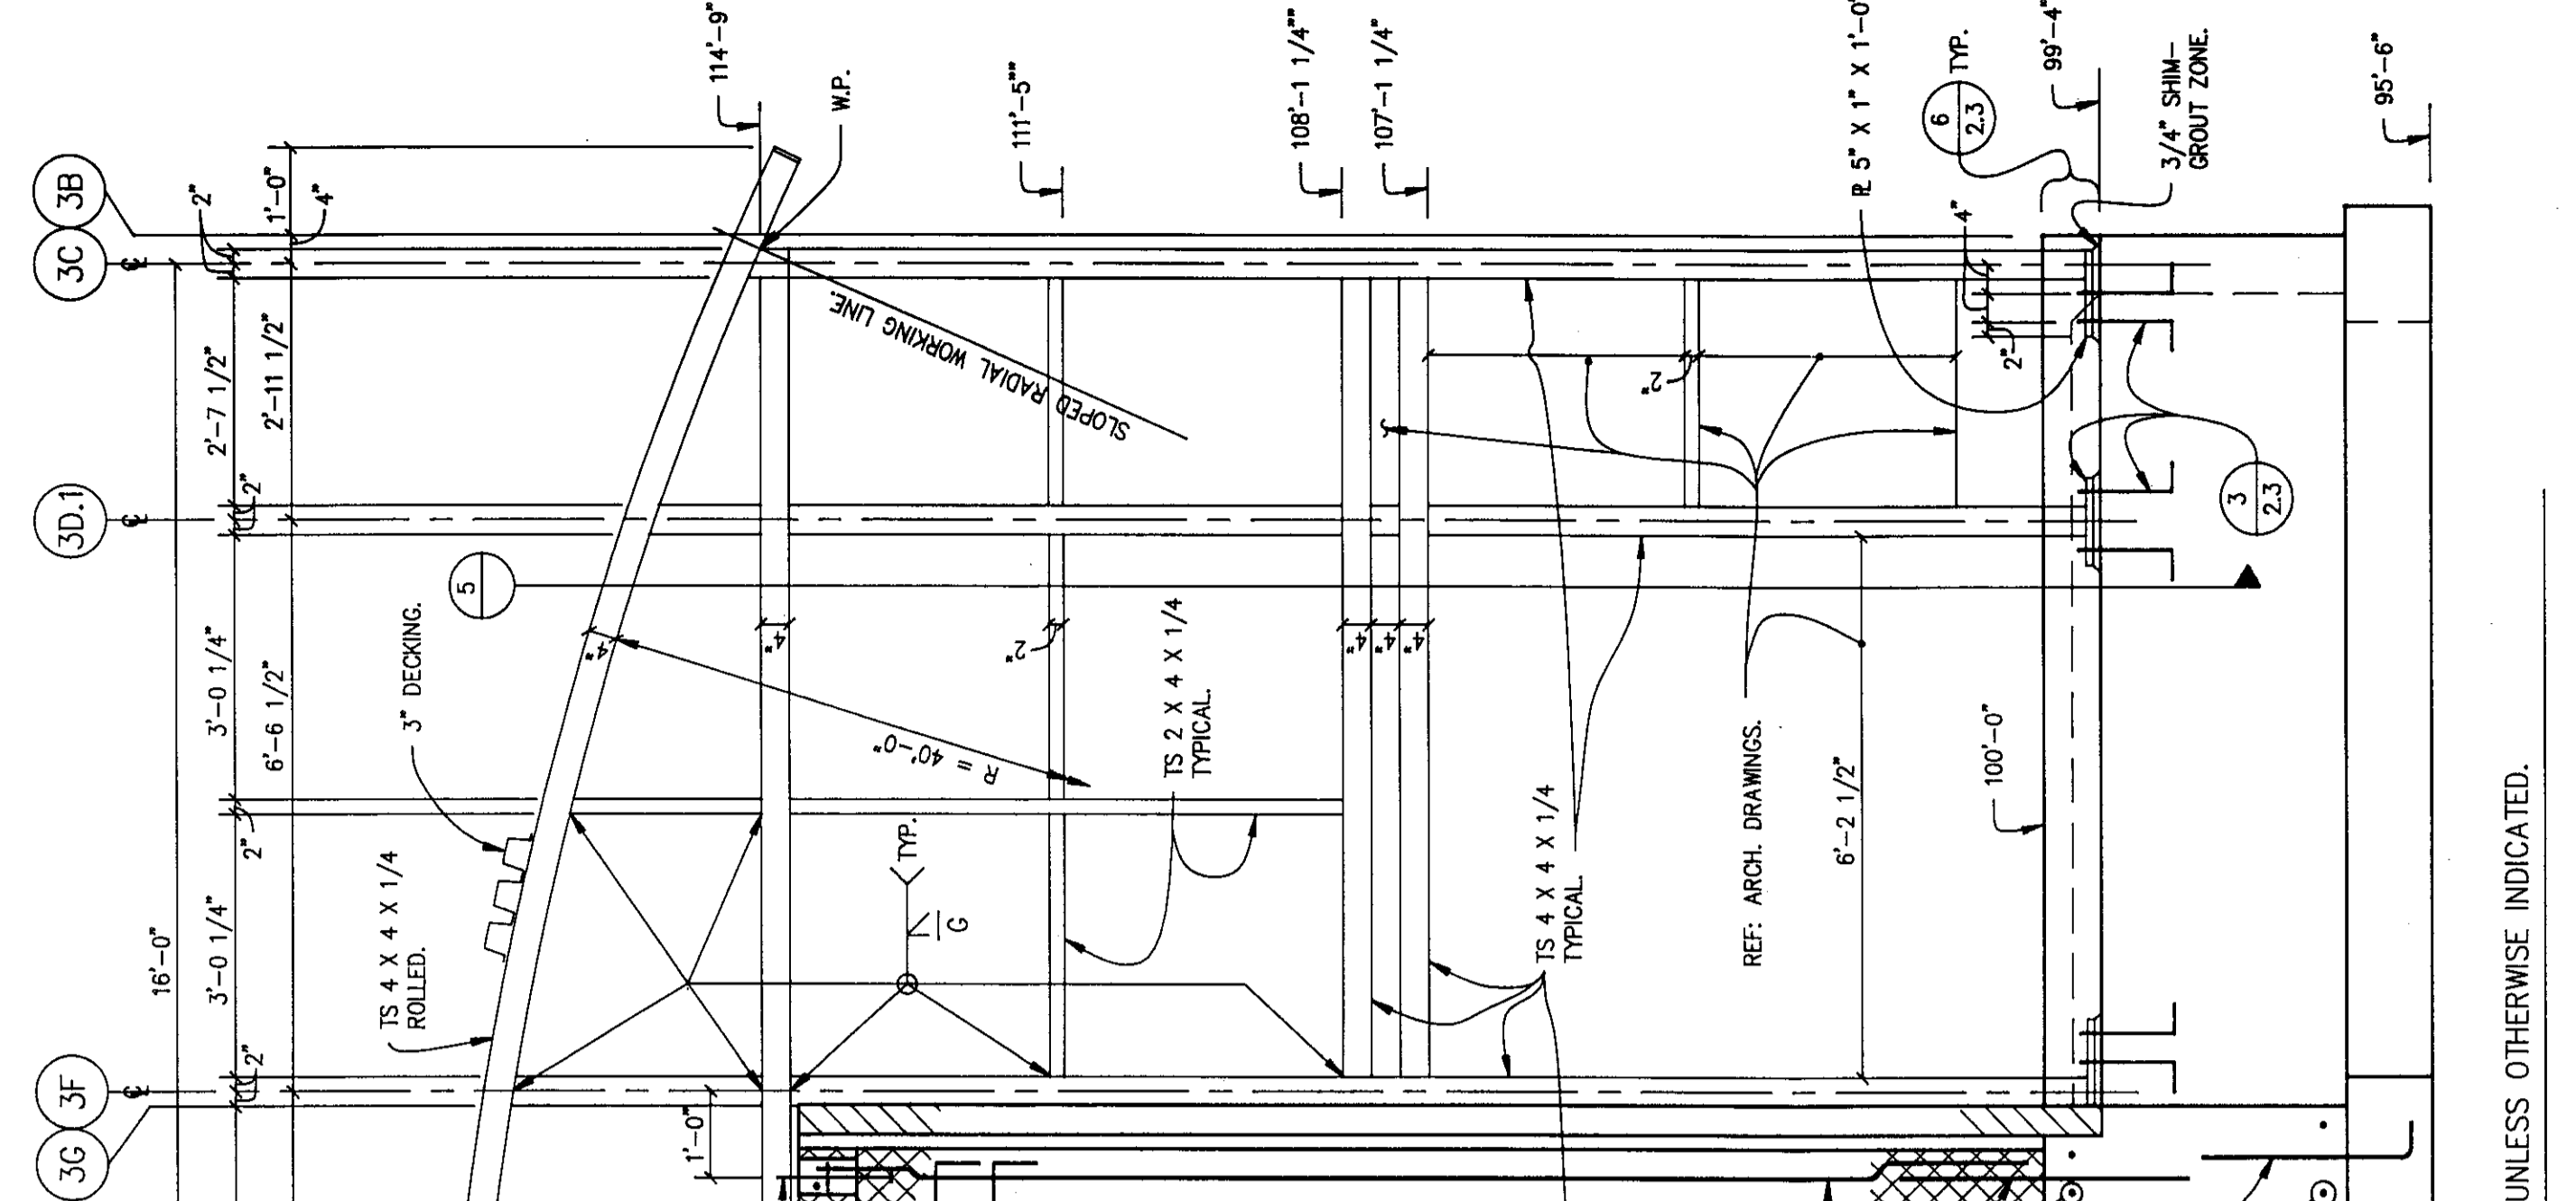 3B
3C
3D.1
3F
3G
2"
2"
1'-0"
4"
2'-7 1/2"
2'-11 1/2"
2"
3'-0 1/4"
6'-6 1/2"
2"
3'-0 1/4"
16'-0"
2"
114'-9"
W.P.
111'-5""
108'-1 1/4""
107'-1 1/4"
℄
℄
℄
SLOPED RADIAL WORKING LINE.
5
3" DECKING.
TS 4 X 4 X 1/4
ROLLED.
4"
4"
2"
4"
4"
4"
R = 40'-0"
TS 2 X 4 X 1/4
TYPICAL.
TYP.
G
1'-0"
TS 4 X 4 X 1/4
TYPICAL.
REF: ARCH. DRAWINGS.
6'-2 1/2"
2"
℄ 5" X 1" X 1'-0"
4"
2"
6
2.3
TYP.
99'-4"
3/4" SHIM-
GROUT ZONE.
95'-6"
3
2.3
100'-0"
UNLESS OTHERWISE INDICATED.